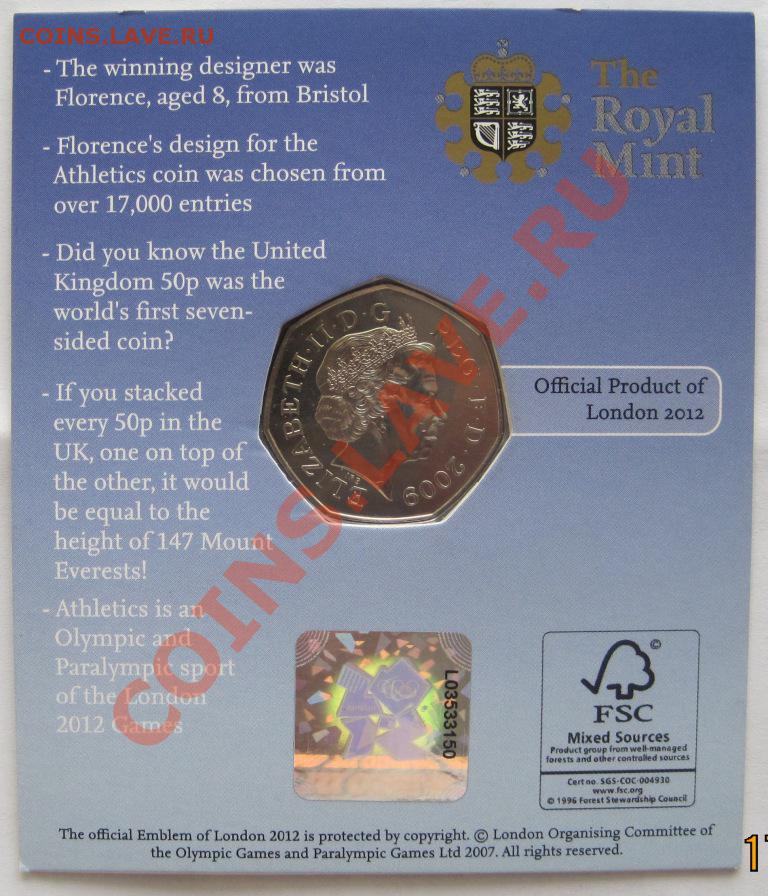 COINS.LAVE.RU
- The winning designer was
Florence, aged 8, from Bristol
- Florence's design for the
Athletics coin was chosen from
over 17,000 entries
- Did you know the United
Kingdom 50p was the
world's first seven-
sided coin?
- If you stacked
every 50p in the
UK, one on top of
the other, it would
be equal to the
height of 147 Mount
Everests!
- Athletics is an
Olympic and
Paralympic sport
of the London
2012 Games
The
Royal
Mint
ELIZABETH·II·D·G REG·F·D·2009
Official Product of
London 2012
COINS.LAVE.RU
L03533150
©
FSC
Mixed Sources
Product group from well-managed
forests and other controlled sources
Cert no. SGS-COC-004930
www.fsc.org
© 1996 Forest Stewardship Council
The official Emblem of London 2012 is protected by copyright. © London Organising Committee of
the Olympic Games and Paralympic Games Ltd 2007. All rights reserved.